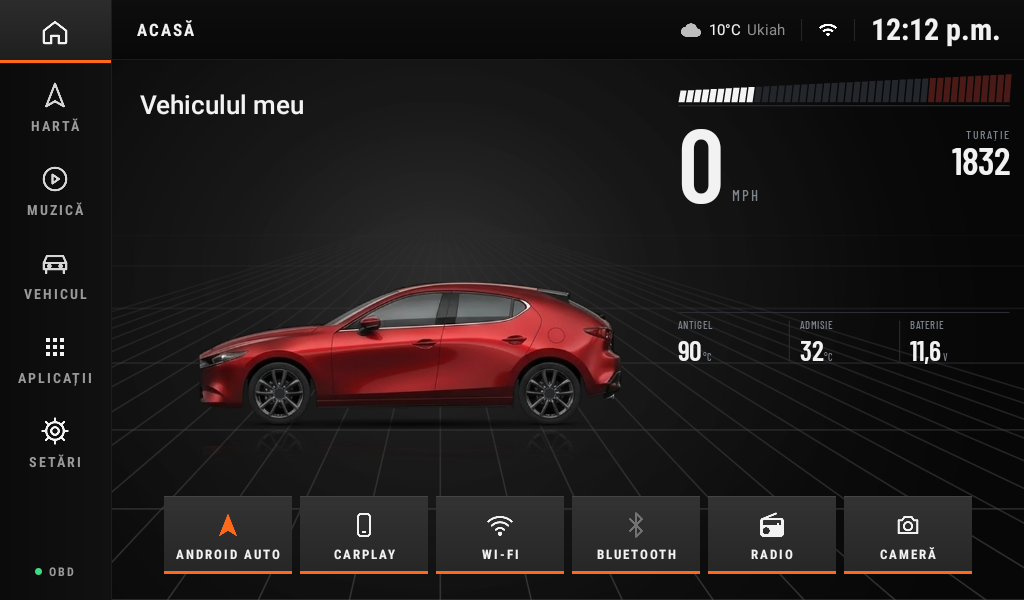 ACASĂ
10°C Ukiah
12:12 p.m.
HARTĂ
MUZICĂ
VEHICUL
APLICAȚII
SETĂRI
OBD
Vehiculul meu
0 MPH
TURAȚIE
1832
ANTIGEL
90 °C
ADMISIE
32 °C
BATERIE
11,6 V
ANDROID AUTO
CARPLAY
WI-FI
BLUETOOTH
RADIO
CAMERĂ